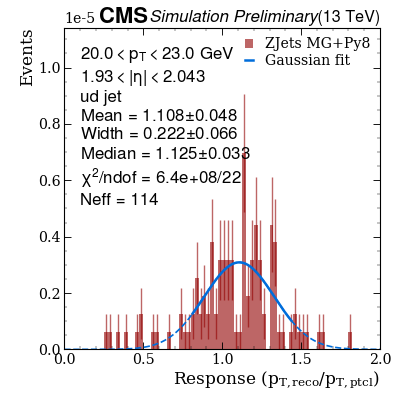 1e-5 CMS Simulation Preliminary (13 TeV)
Events
20.0 < p_T < 23.0 GeV
1.93 < |η| < 2.043
ud jet
Mean = 1.108±0.048
Width = 0.222±0.066
Median = 1.125±0.033
χ²/ndof = 6.4e+08/22
Neff = 114
ZJets MG+Py8
Gaussian fit
1.0
0.8
0.6
0.4
0.2
0.0
0.0 0.5 1.0 1.5 2.0
Response (p_T,reco/p_T,ptcl)